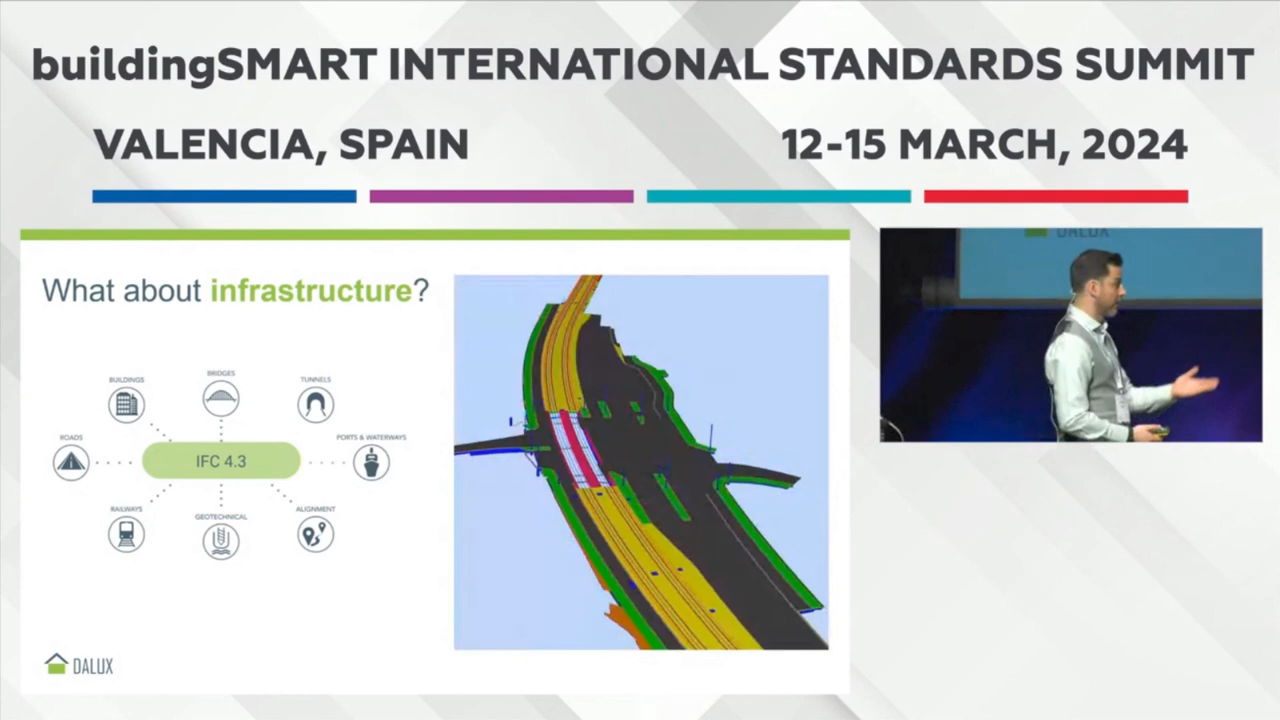 buildingSMART INTERNATIONAL STANDARDS SUMMIT
VALENCIA, SPAIN
12-15 MARCH, 2024
What about infrastructure?
BUILDINGS
BRIDGES
TUNNELS
ROADS
PORTS & WATERWAYS
IFC 4.3
RAILWAYS
GEOTECHNICAL
ALIGNMENT
DALUX
DALUX